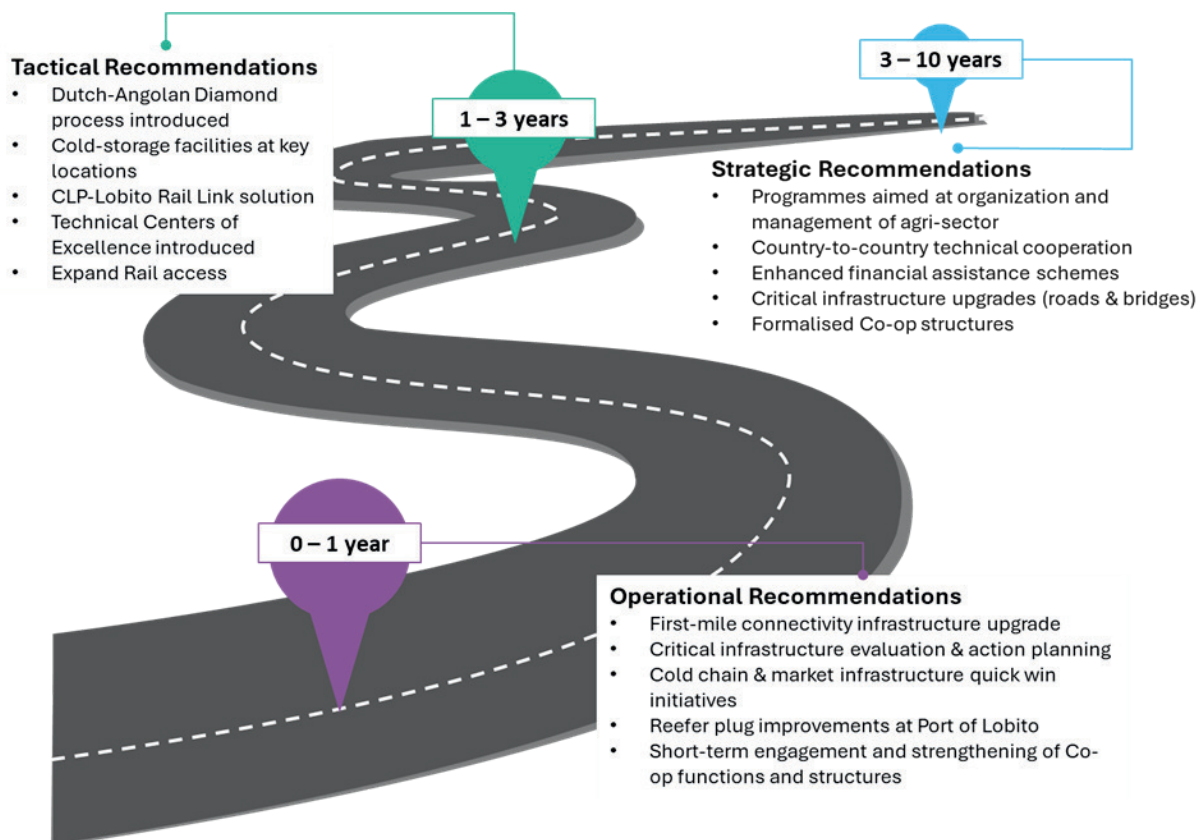 Tactical Recommendations
• Dutch-Angolan Diamond
process introduced
• Cold-storage facilities at key
locations
• CLP-Lobito Rail Link solution
• Technical Centers of
Excellence introduced
• Expand Rail access
1 – 3 years
3 – 10 years
Strategic Recommendations
• Programmes aimed at organization and
management of agri-sector
• Country-to-country technical cooperation
• Enhanced financial assistance schemes
• Critical infrastructure upgrades (roads & bridges)
• Formalised Co-op structures
0 – 1 year
Operational Recommendations
• First-mile connectivity infrastructure upgrade
• Critical infrastructure evaluation & action planning
• Cold chain & market infrastructure quick win
initiatives
• Reefer plug improvements at Port of Lobito
• Short-term engagement and strengthening of Co-
op functions and structures